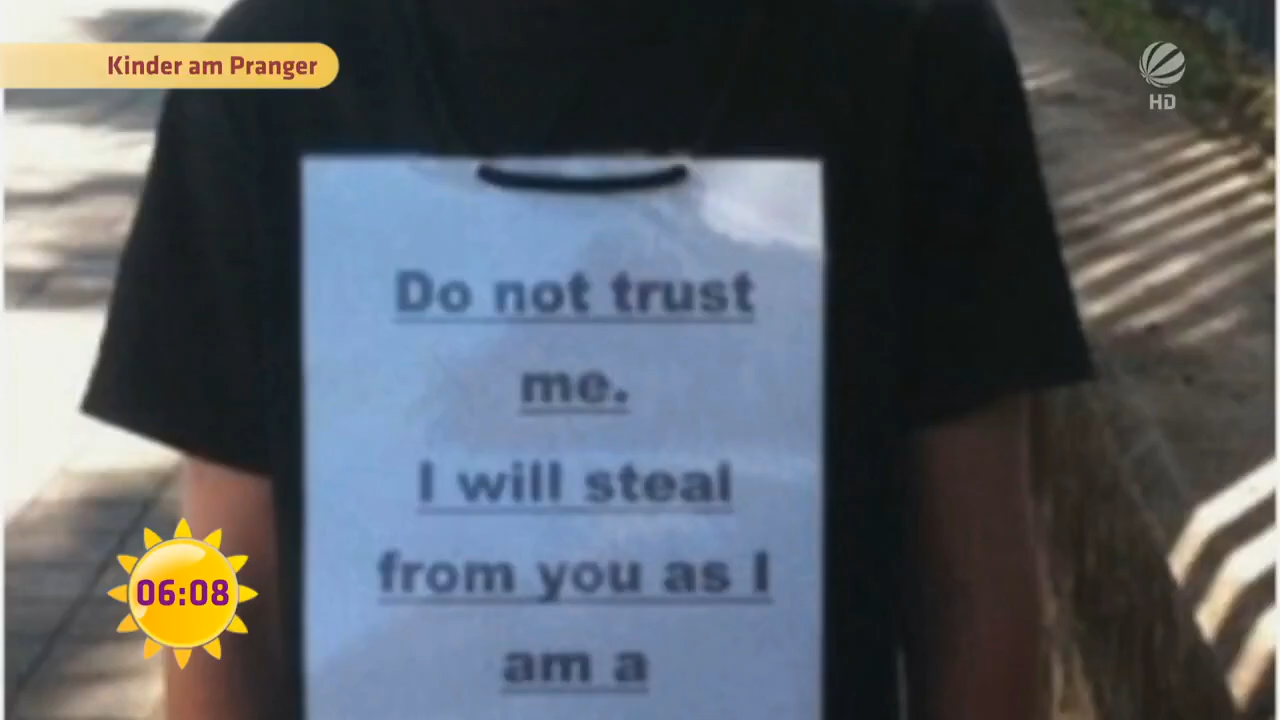 Kinder am Pranger
HD
Do not trust
me.
I will steal
from you as I
am a
06:08